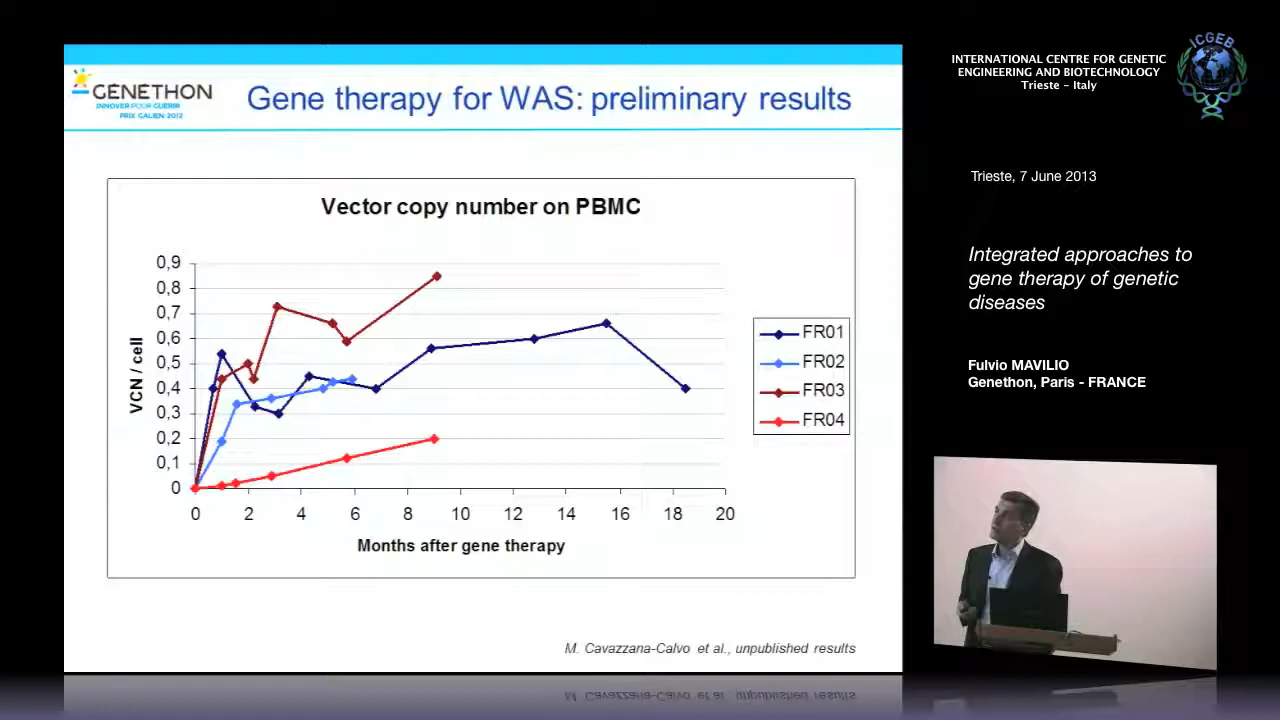 GENETHON
INNOVER POUR GUÉRIR
PRIX GALIEN 2012
Gene therapy for WAS: preliminary results
Vector copy number on PBMC
VCN / cell
0,9
0,8
0,7
0,6
0,5
0,4
0,3
0,2
0,1
0
0 2 4 6 8 10 12 14 16 18 20
Months after gene therapy
FR01
FR02
FR03
FR04
M. Cavazzana-Calvo et al., unpublished results
INTERNATIONAL CENTRE FOR GENETIC
ENGINEERING AND BIOTECHNOLOGY
Trieste - Italy
ICGEB
Trieste, 7 June 2013
Integrated approaches to
gene therapy of genetic
diseases
Fulvio MAVILIO
Genethon, Paris - FRANCE